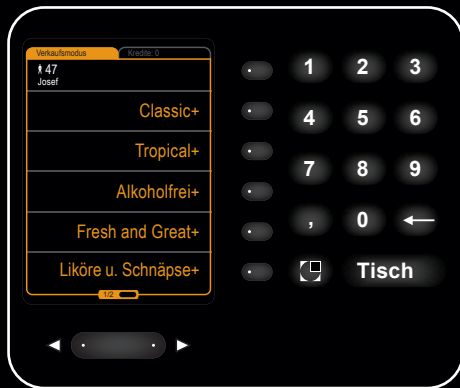 Verkaufsmodus Kredite: 0
47
Josef
Classic+
Tropical+
Alkoholfrei+
Fresh and Great+
Liköre u. Schnäpse+
1/2
1 2 3
4 5 6
7 8 9
, 0 ←
Tisch